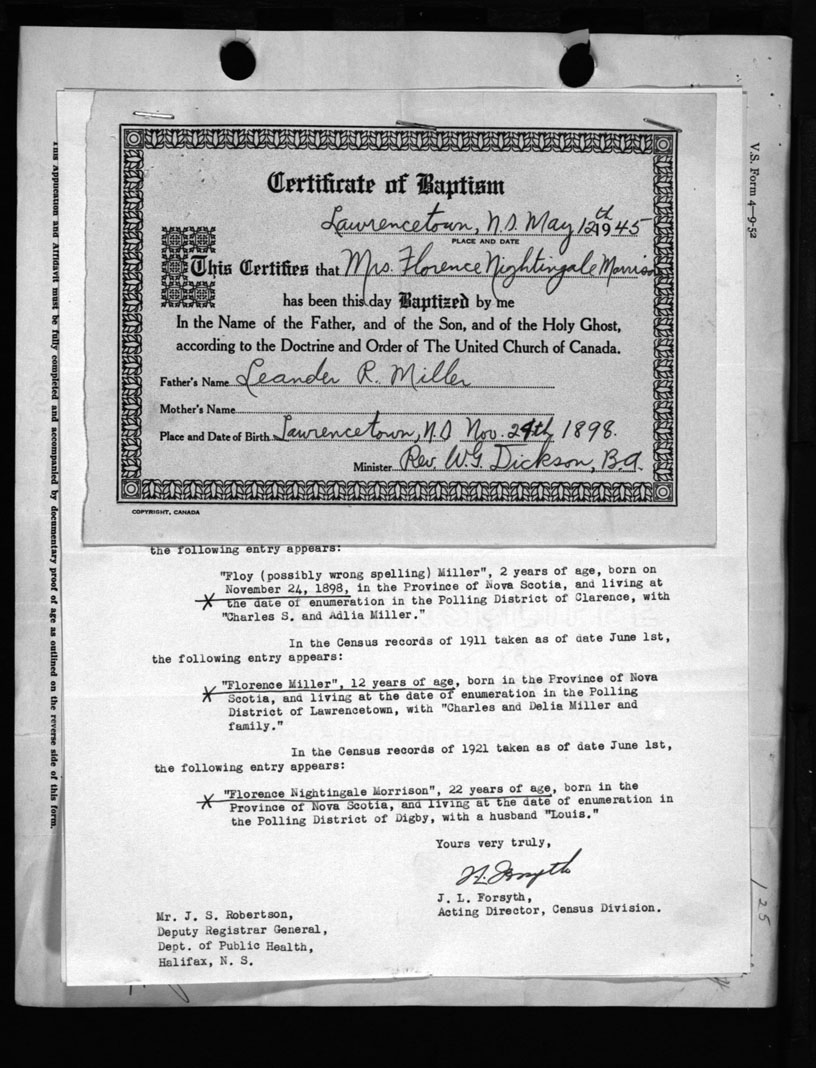 V.S. Form 4—9-52
Certificate of Baptism
Lawrencetown, N.S. May 12th 1945
PLACE AND DATE
This Certifies that Mrs. Florence Nightingale Morrison
has been this day Baptized by me
In the Name of the Father, and of the Son, and of the Holy Ghost,
according to the Doctrine and Order of The United Church of Canada.
Father's Name Leander R. Miller
Mother's Name
Place and Date of Birth Lawrencetown, N.S Nov. 24th 1898.
Minister Rev. W.G. Dickson, B.A.
COPYRIGHT, CANADA
This Application and Affidavit must be fully completed and accompanied by documentary proof of age as outlined on the reverse side of this form.
the following entry appears:
"Floy (possibly wrong spelling) Miller", 2 years of age, born on
November 24, 1898, in the Province of Nova Scotia, and living at
the date of enumeration in the Polling District of Clarence, with
"Charles S. and Adlia Miller."
In the Census records of 1911 taken as of date June 1st,
the following entry appears:
"Florence Miller", 12 years of age, born in the Province of Nova
Scotia, and living at the date of enumeration in the Polling
District of Lawrencetown, with "Charles and Delia Miller and
family."
In the Census records of 1921 taken as of date June 1st,
the following entry appears:
"Florence Nightingale Morrison", 22 years of age, born in the
Province of Nova Scotia, and living at the date of enumeration in
the Polling District of Digby, with a husband "Louis."
Yours very truly,
J. L. Forsyth,
Acting Director, Census Division.
Mr. J. S. Robertson,
Deputy Registrar General,
Dept. of Public Health,
Halifax, N. S.
125